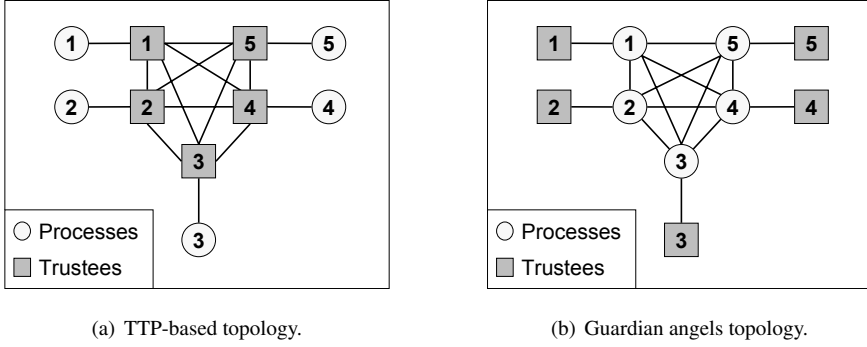 1 1 5 5
2 2 4 4
3
3
Processes
Trustees
(a) TTP-based topology.
1 1 5 5
2 2 4 4
3
3
Processes
Trustees
(b) Guardian angels topology.